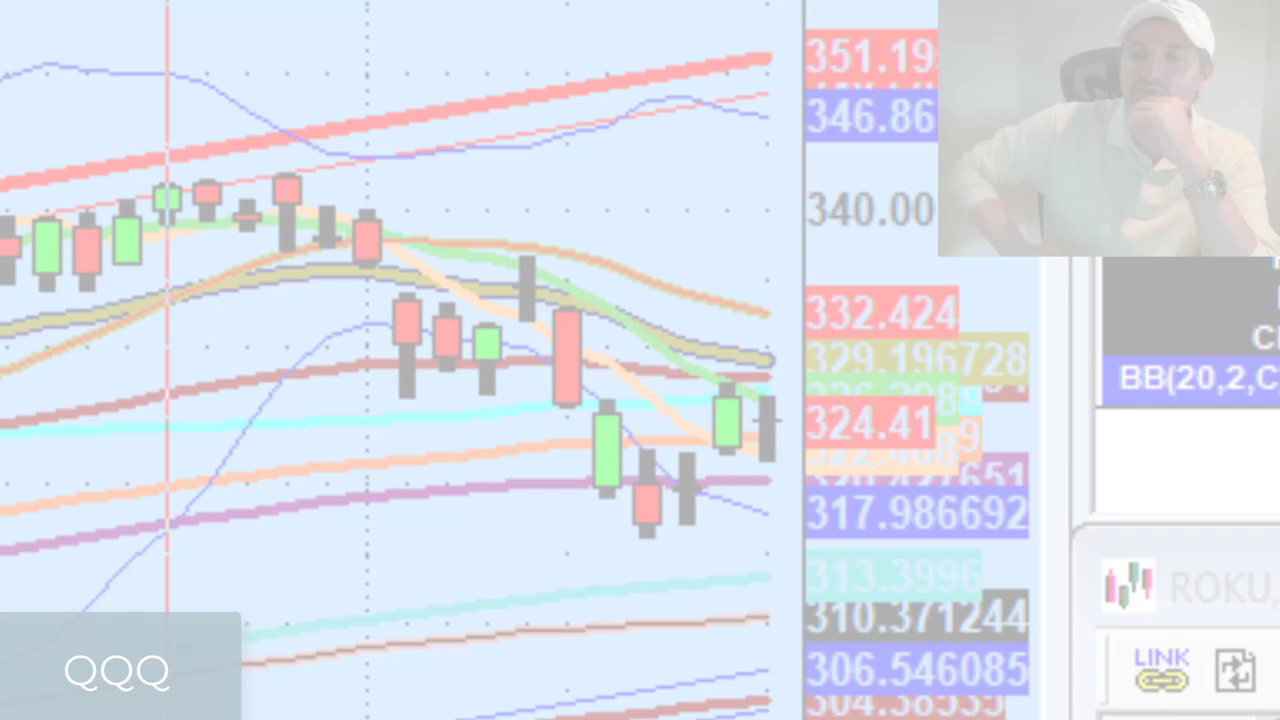 351.19
346.86
340.00
332.424
329.196728
324.41
317.986692
313.3996
310.371244
306.546085
BB(20,2,C
ROKU,
LINK
QQQ